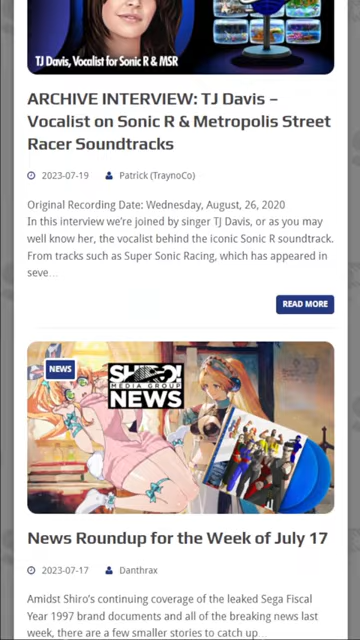 TJ Davis, Vocalist for Sonic R & MSR
ARCHIVE INTERVIEW: TJ Davis –
Vocalist on Sonic R & Metropolis Street
Racer Soundtracks
2023-07-19 Patrick (TraynoCo)
Original Recording Date: Wednesday, August, 26, 2020
In this interview we’re joined by singer TJ Davis, or as you may
well know her, the vocalist behind the iconic Sonic R soundtrack.
From tracks such as Super Sonic Racing, which has appeared in
seve…
READ MORE
NEWS
SHIRO!
MEDIA GROUP
NEWS
News Roundup for the Week of July 17
2023-07-17 Danthrax
Amidst Shiro’s continuing coverage of the leaked Sega Fiscal
Year 1997 brand documents and all of the breaking news last
week, there are a few smaller stories to catch up…